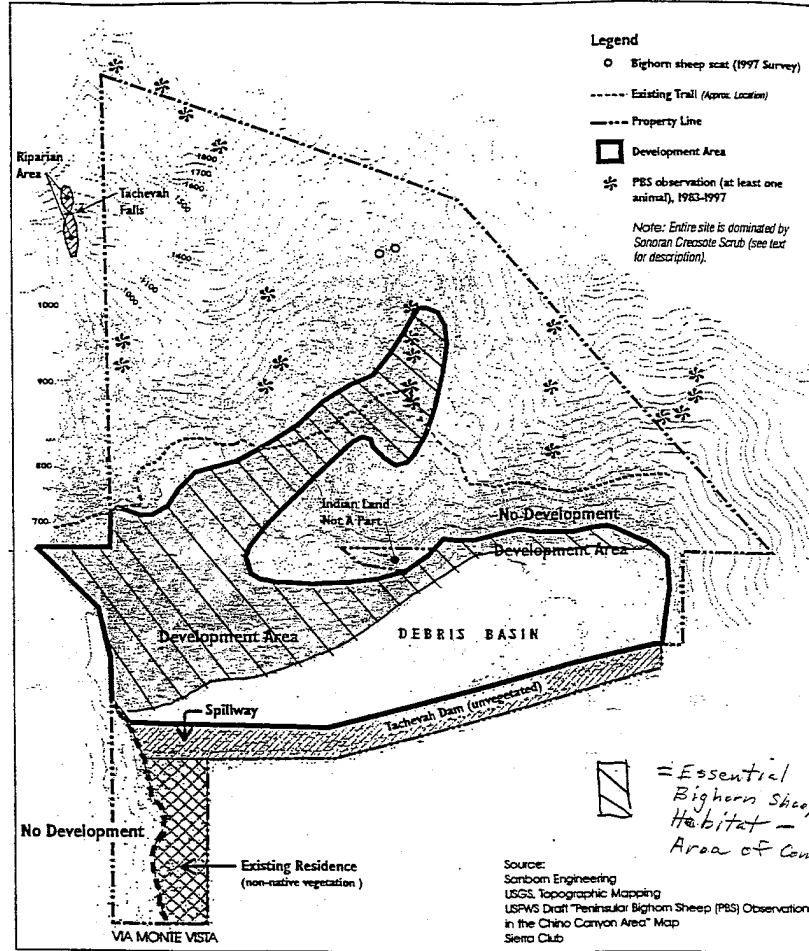 Legend
Bighorn sheep scat (1997 Survey)
Existing Trail (Approx. Location)
Property Line
Development Area
PBS observation (at least one
animal), 1983-1997
Note: Entire site is dominated by
Sonoran Creosote Scrub (see text
for description).
Riparian
Area
Tachevah
Falls
1800
1700
1600
1500
1400
1100
1000
1000
900
800
700
Indian Land
Not A Part
No Development
Development Area
Development Area
DEBRIS BASIN
Spillway
Tachevah Dam (unvegetated)
No Development
Existing Residence
(non-native vegetation)
VIA MONTE VISTA
= Essential
Bighorn
Habitat -
Area of
Source:
Sanborn Engineering
USGS, Topographic Mapping
USFWS Draft "Peninsular Bighorn Sheep (PBS) Observation
in the Chino Canyon Area" Map
Sierra Club